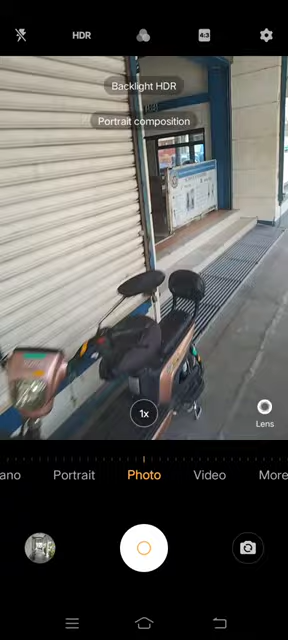 HDR
4:3
Backlight HDR
Portrait composition
1x
Lens
ano
Portrait
Photo
Video
More